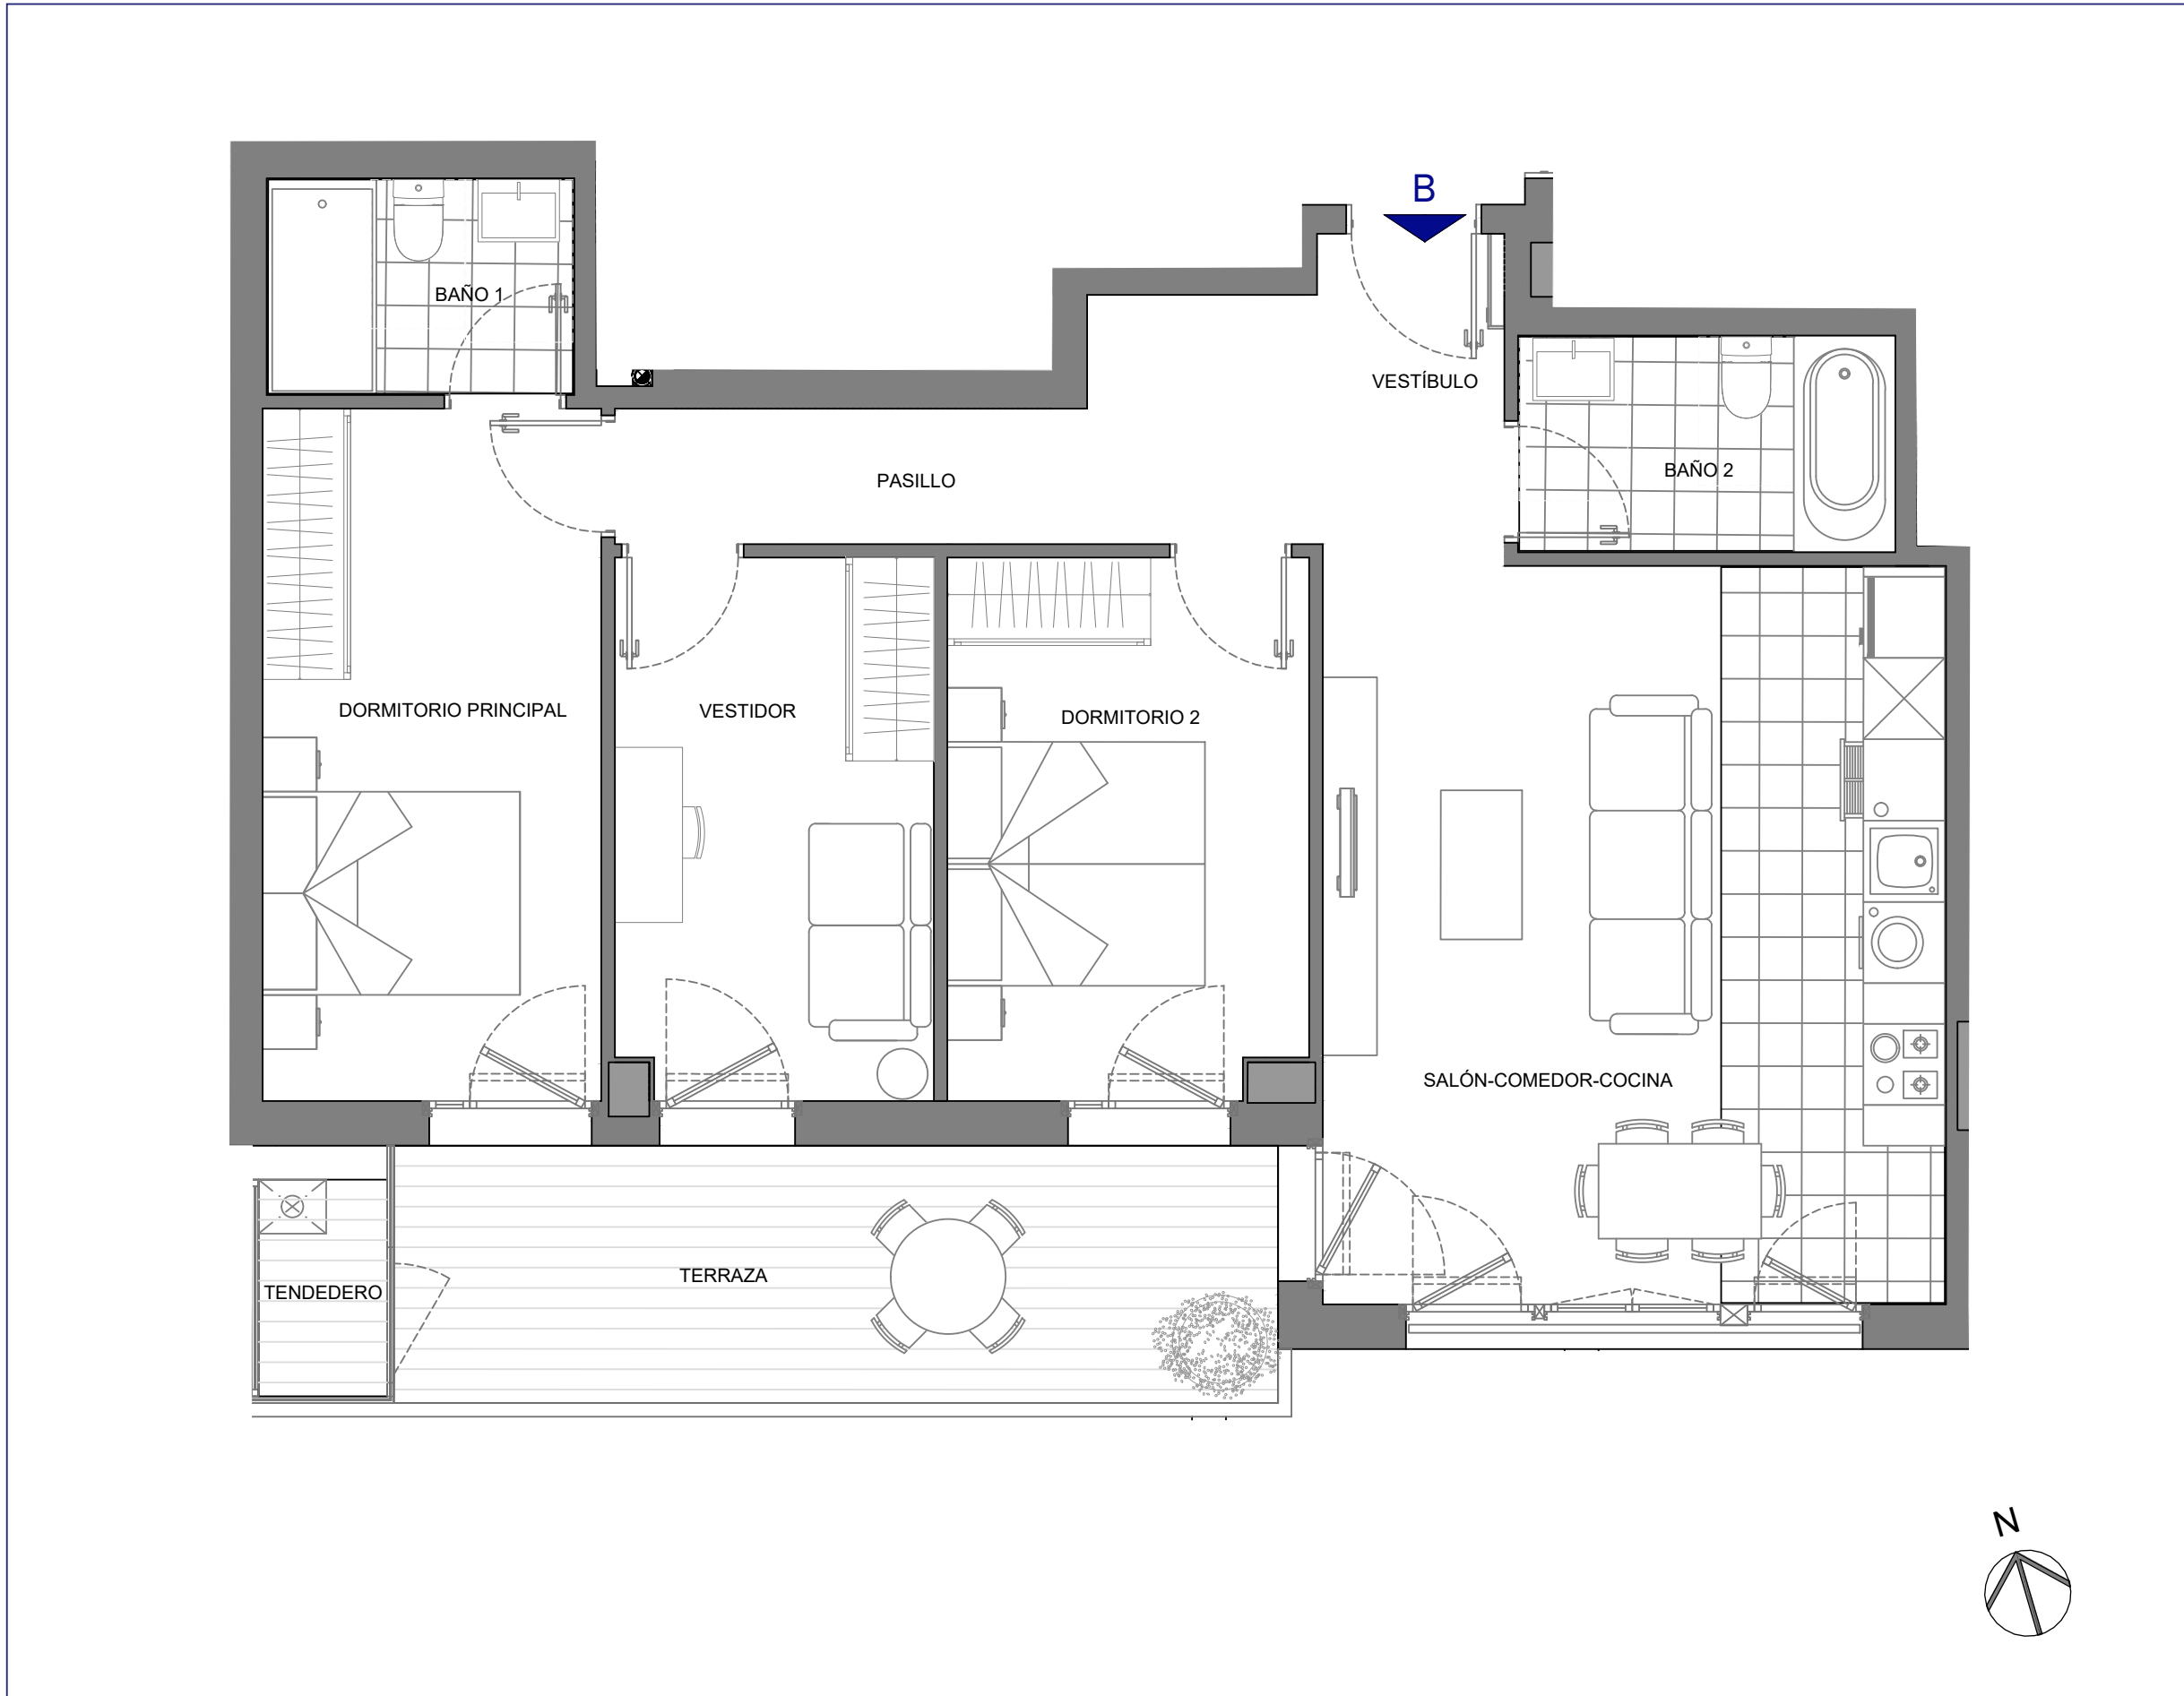 B
BAÑO 1
VESTÍBULO
BAÑO 2
PASILLO
DORMITORIO PRINCIPAL
VESTIDOR
DORMITORIO 2
SALÓN-COMEDOR-COCINA
TERRAZA
TENDEDERO
N